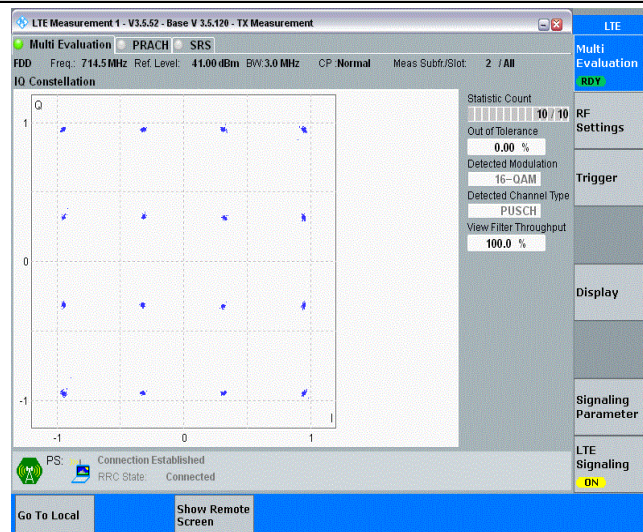 LTE Measurement 1 - V3.5.52 - Base V 3.5.120 - TX Measurement
LTE
Multi Evaluation PRACH SRS
FDD Freq.: 714.5 MHz Ref. Level: 41.00 dBm BW:3.0 MHz CP :Normal Meas Subfr./Slot: 2 / All
IQ Constellation
Q
1
0
-1
-1 0 1
I
Statistic Count
10 / 10
Out of Tolerance
0.00 %
Detected Modulation
16-QAM
Detected Channel Type
PUSCH
View Filter Throughput
100.0 %
Multi
Evaluation
RDY
RF
Settings
Trigger
Display
Signaling
Parameter
LTE
Signaling
ON
PS: Connection Established
RRC State: Connected
Go To Local
Show Remote
Screen